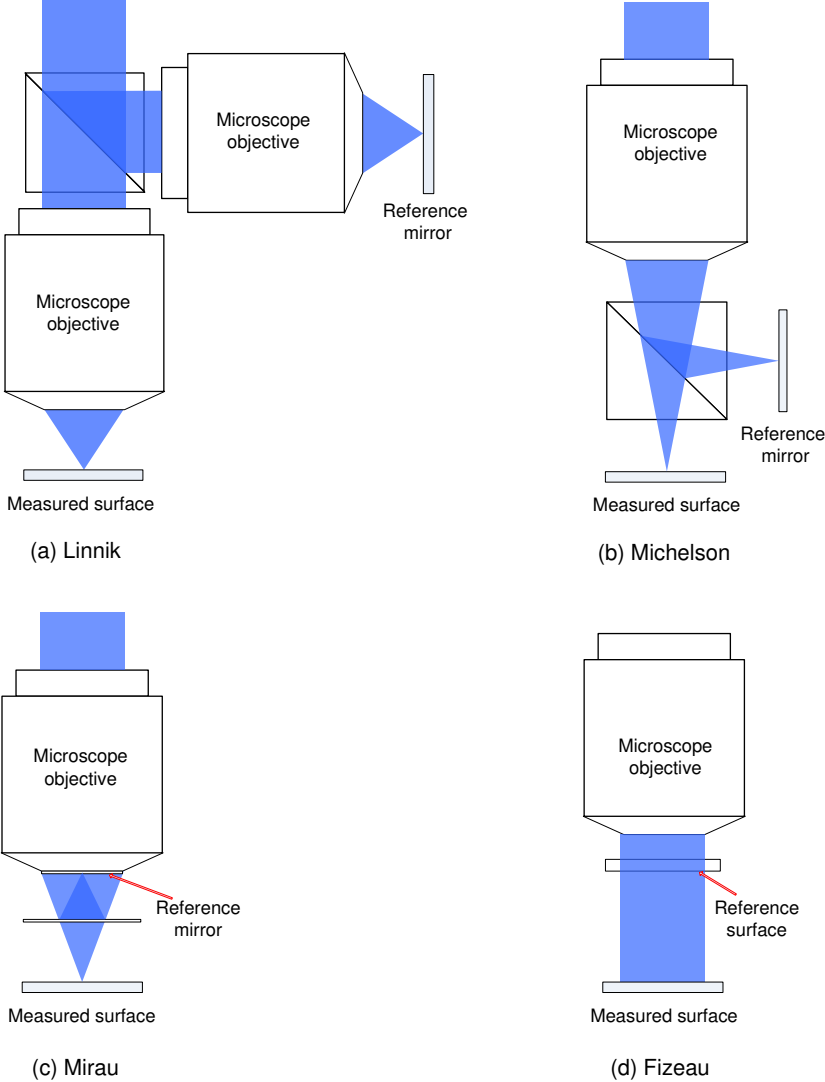 Microscope
objective
Reference
mirror
Microscope
objective
Measured surface
(a) Linnik
Microscope
objective
Reference
mirror
Measured surface
(b) Michelson
Microscope
objective
Reference
mirror
Measured surface
(c) Mirau
Microscope
objective
Reference
surface
Measured surface
(d) Fizeau